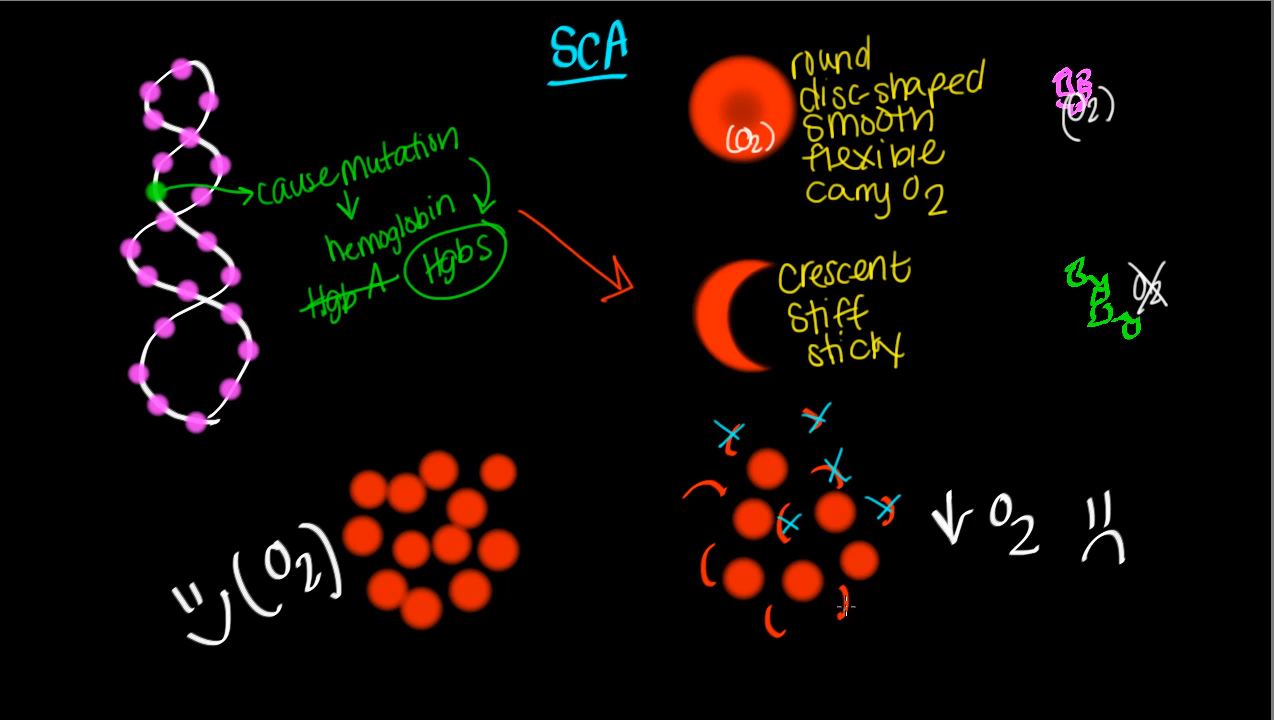 SCA
cause mutation
hemoglobin
Hgb A Hgb S
round
disc-shaped
smooth
flexible
carry O2
(O2)
(O2)
crescent
stiff
sticky
O2
(O2)
↓ O2